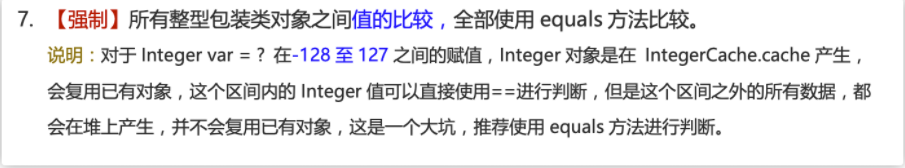 7. 【强制】所有整型包装类对象之间值的比较，全部使用 equals 方法比较。
说明：对于 Integer var = ? 在-128 至 127 之间的赋值，Integer 对象是在 IntegerCache.cache 产生，
会复用已有对象，这个区间内的 Integer 值可以直接使用==进行判断，但是这个区间之外的所有数据，都
会在堆上产生，并不会复用已有对象，这是一个大坑，推荐使用 equals 方法进行判断。